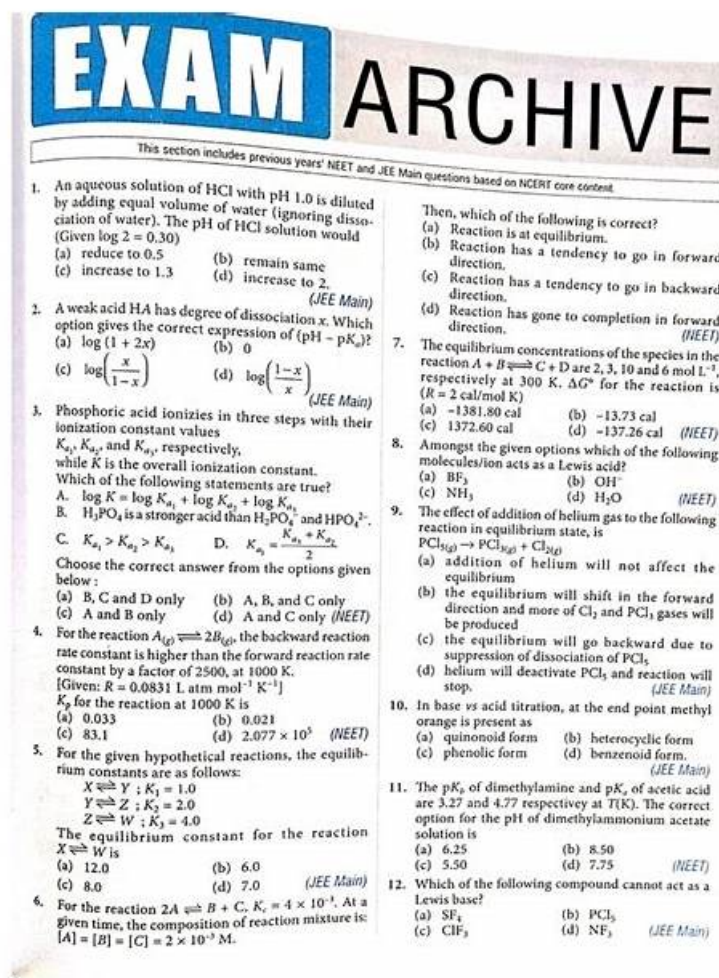 EXAM ARCHIVE
This section includes previous years' NEET and JEE Main questions based on NCERT core content
1. An aqueous solution of HCl with pH 1.0 is diluted
by adding equal volume of water (ignoring disso-
ciation of water). The pH of HCl solution would
(Given log 2 = 0.30)
(a) reduce to 0.5 (b) remain same
(c) increase to 1.3 (d) increase to 2.
(JEE Main)
2. A weak acid HA has degree of dissociation x. Which
option gives the correct expression of (pH – pKₐ)?
(a) log (1 + 2x) (b) 0
(c) log(x/1–x) (d) log(1–x/x)
(JEE Main)
3. Phosphoric acid ionizies in three steps with their
ionization constant values
Kₐ₁, Kₐ₂, and Kₐ₃, respectively,
while K is the overall ionization constant.
Which of the following statements are true?
A. log K = log Kₐ₁ + log Kₐ₂ + log Kₐ₃
B. H₃PO₄ is a stronger acid than H₂PO₄⁻ and HPO₄²⁻.
C. Kₐ₁ > Kₐ₂ > Kₐ₃ D. Kₐ₁ = Kₐ₃ + Kₐ₂ / 2
Choose the correct answer from the options given
below :
(a) B, C and D only (b) A, B, and C only
(c) A and B only (d) A and C only (NEET)
4. For the reaction A(g) ⇌ 2B(g), the backward reaction
rate constant is higher than the forward reaction rate
constant by a factor of 2500, at 1000 K.
[Given: R = 0.0831 L atm mol⁻¹ K⁻¹]
Kₚ for the reaction at 1000 K is
(a) 0.033 (b) 0.021
(c) 83.1 (d) 2.077 × 10⁵ (NEET)
5. For the given hypothetical reactions, the equilib-
rium constants are as follows:
X ⇌ Y ; K₁ = 1.0
Y ⇌ Z ; K₂ = 2.0
Z ⇌ W ; K₃ = 4.0
The equilibrium constant for the reaction
X ⇌ W is
(a) 12.0 (b) 6.0
(c) 8.0 (d) 7.0 (JEE Main)
6. For the reaction 2A ⇌ B + C, K꜀ = 4 × 10⁻³. At a
given time, the composition of reaction mixture is:
[A] = [B] = [C] = 2 × 10⁻³ M.
Then, which of the following is correct?
(a) Reaction is at equilibrium.
(b) Reaction has a tendency to go in forward
direction.
(c) Reaction has a tendency to go in backward
direction.
(d) Reaction has gone to completion in forward
direction. (NEET)
7. The equilibrium concentrations of the species in the
reaction A + B ⇌ C + D are 2, 3, 10 and 6 mol L⁻¹,
respectively at 300 K. ΔG° for the reaction is
(R = 2 cal/mol K)
(a) –1381.80 cal (b) –13.73 cal
(c) 1372.60 cal (d) –137.26 cal (NEET)
8. Amongst the given options which of the following
molecules/ion acts as a Lewis acid?
(a) BF₃ (b) OH⁻
(c) NH₃ (d) H₂O (NEET)
9. The effect of addition of helium gas to the following
reaction in equilibrium state, is
PCl₅(g) → PCl₃(g) + Cl₂(g)
(a) addition of helium will not affect the
equilibrium
(b) the equilibrium will shift in the forward
direction and more of Cl₂ and PCl₃ gases will
be produced
(c) the equilibrium will go backward due to
suppression of dissociation of PCl₅
(d) helium will deactivate PCl₅ and reaction will
stop. (JEE Main)
10. In base vs acid titration, at the end point methyl
orange is present as
(a) quinonoid form (b) heterocyclic form
(c) phenolic form (d) benzenoid form.
(JEE Main)
11. The pK_b of dimethylamine and pKₐ of acetic acid
are 3.27 and 4.77 respectivey at T(K). The correct
option for the pH of dimethylammonium acetate
solution is
(a) 6.25 (b) 8.50
(c) 5.50 (d) 7.75 (NEET)
12. Which of the following compound cannot act as a
Lewis base?
(a) SF₄ (b) PCl₅
(c) ClF₃ (d) NF₃ (JEE Main)